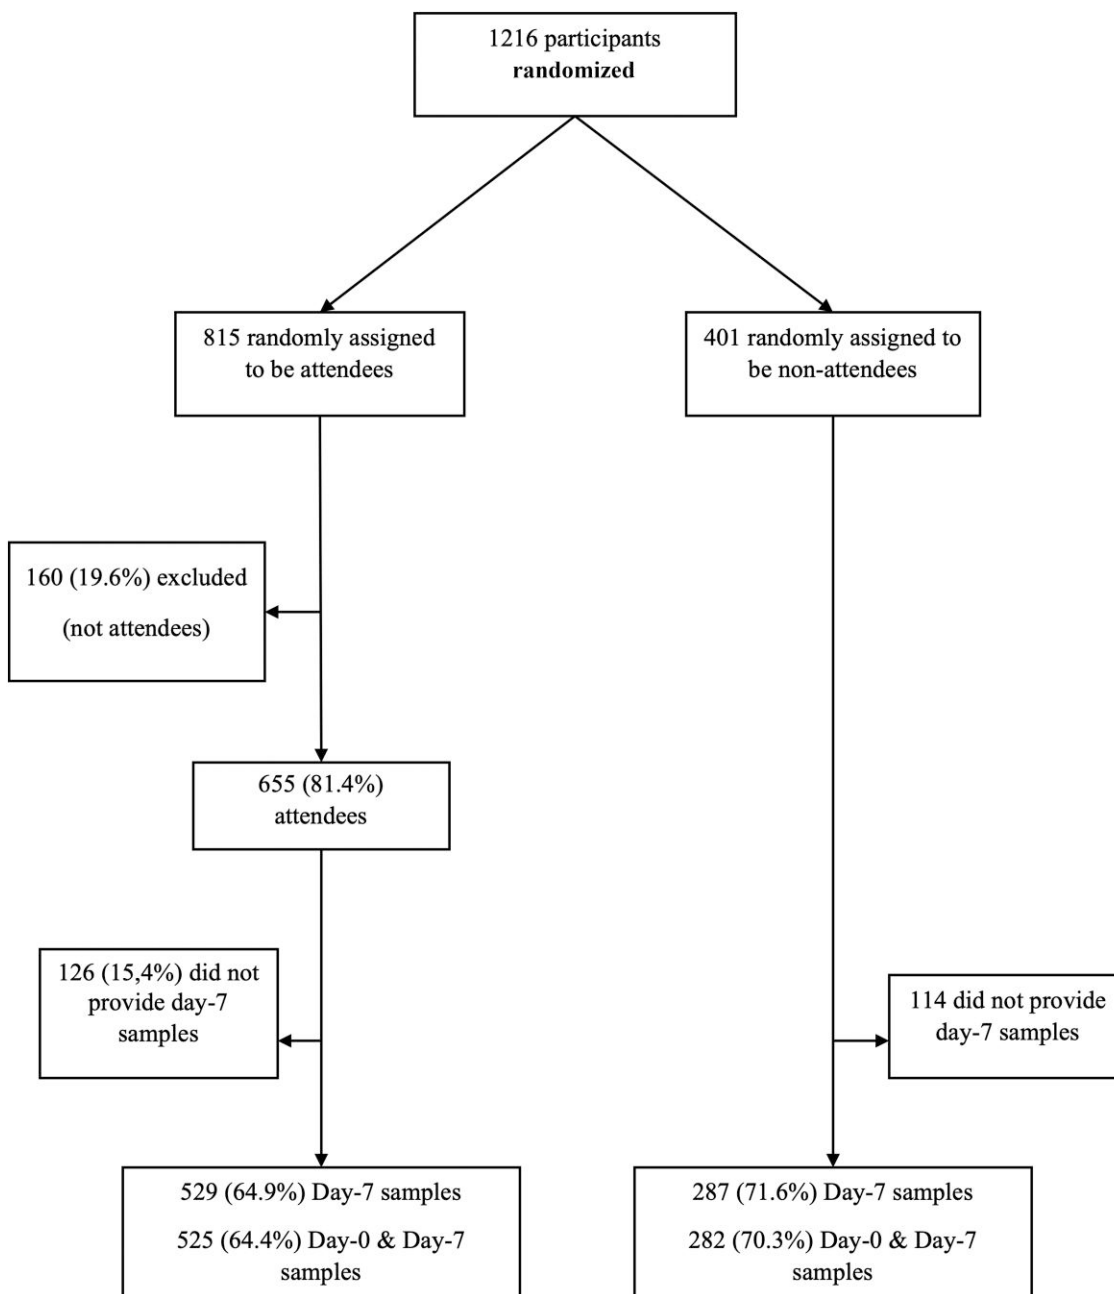 1216 participants
randomized
815 randomly assigned
to be attendees
401 randomly assigned to
be non-attendees
160 (19.6%) excluded
(not attendees)
655 (81.4%)
attendees
126 (15,4%) did not
provide day-7
samples
114 did not provide
day-7 samples
529 (64.9%) Day-7 samples
525 (64.4%) Day-0 & Day-7
samples
287 (71.6%) Day-7 samples
282 (70.3%) Day-0 & Day-7
samples